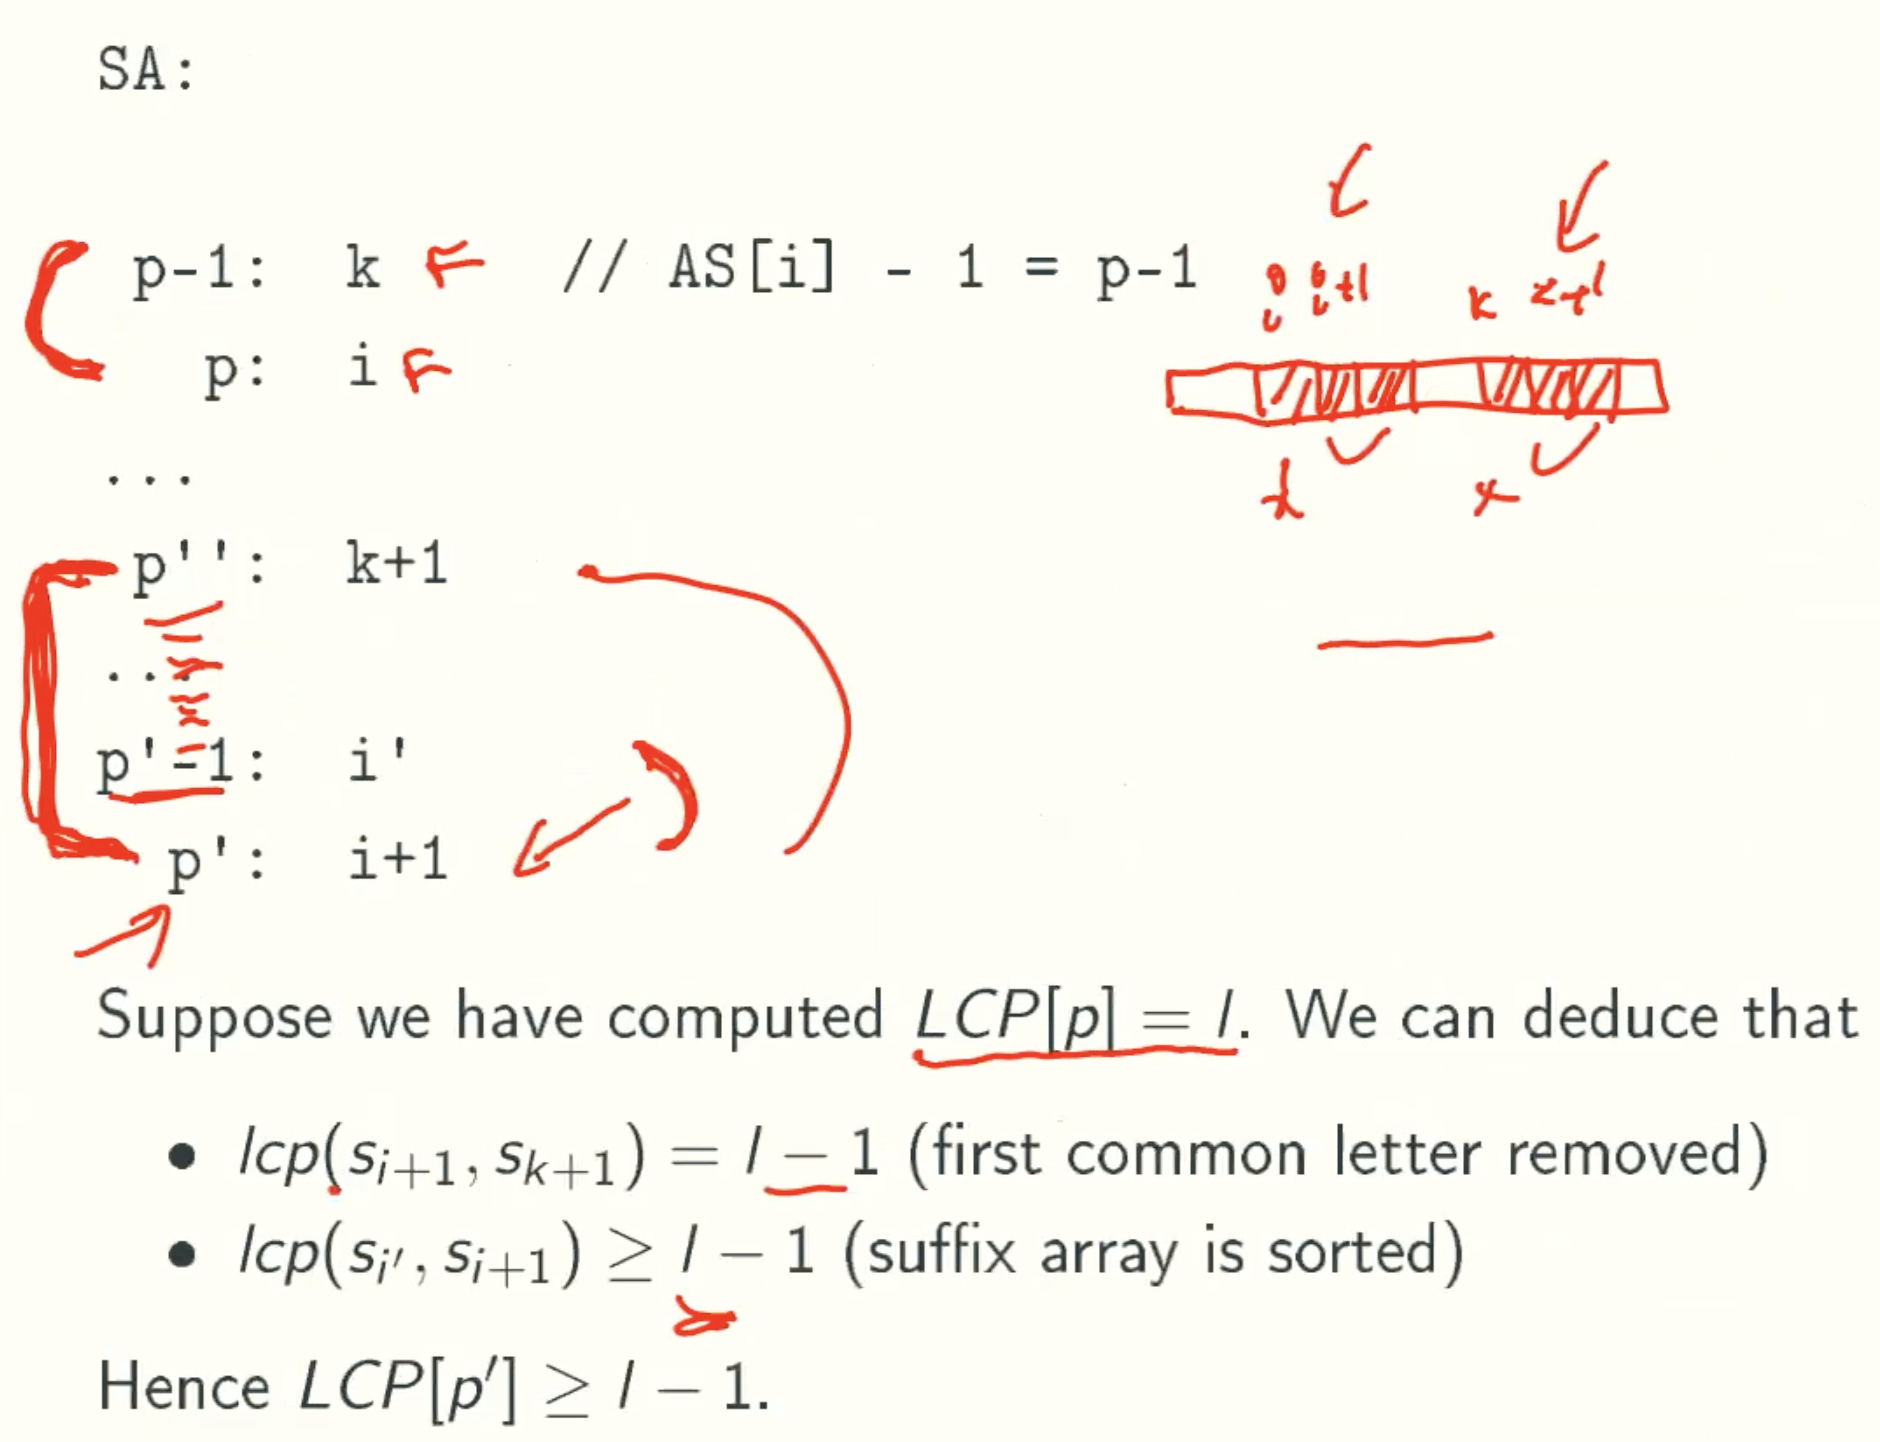 SA:
p-1: k // AS[i] - 1 = p-1
i i+1 k
p: i
...
p'': k+1
...
p'-1: i'
p': i+1
Suppose we have computed LCP[p] = l. We can deduce that
• lcp(s_{i+1}, s_{k+1}) = l − 1 (first common letter removed)
• lcp(s_{i'}, s_{i+1}) ≥ l − 1 (suffix array is sorted)
Hence LCP[p'] ≥ l − 1.